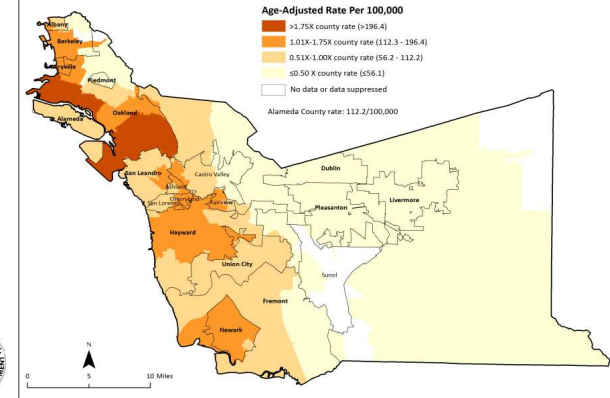 Age-Adjusted Rate Per 100,000
>1.75X county rate (>196.4)
1.01X-1.75X county rate (112.3 - 196.4)
0.51X-1.00X county rate (56.2 - 112.2)
≤0.50 X county rate (≤56.1)
No data or data suppressed
Alameda County rate: 112.2/100,000
Albany
Berkeley
Piedmont
Oakland
Alameda
San Leandro
Castro Valley
Ashland
Cherryland
San Lorenzo
Fairview
Dublin
Pleasanton
Livermore
Hayward
Union City
Sunol
Fremont
Newark
N
0 5 10 Miles